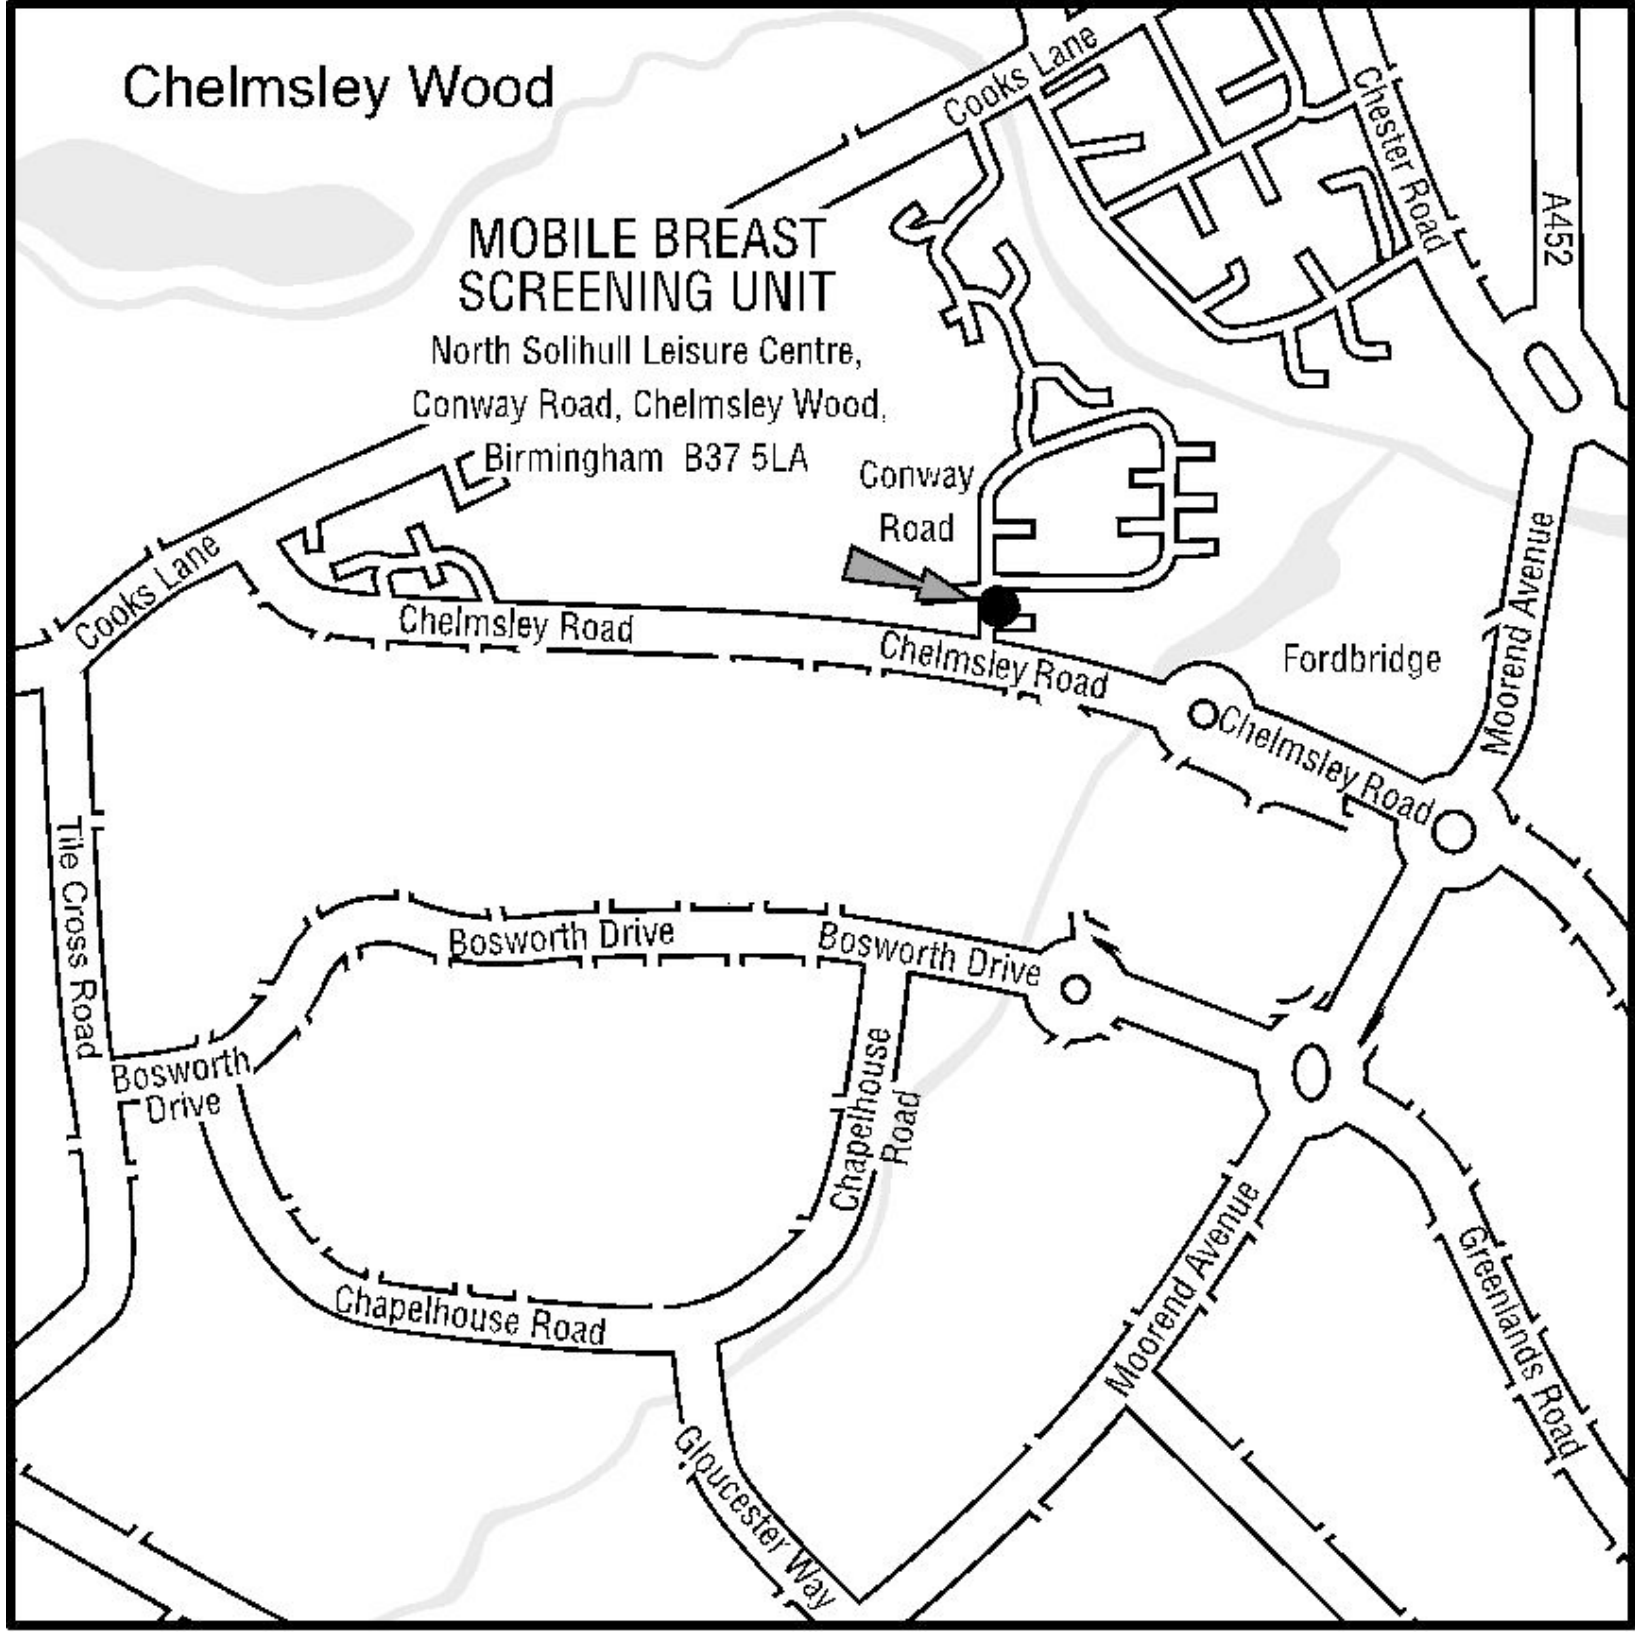 Chelmsley Wood
Cooks Lane
Chester Road
A452
MOBILE BREAST
SCREENING UNIT
North Solihull Leisure Centre,
Conway Road, Chelmsley Wood,
Birmingham B37 5LA
Conway
Road
Cooks Lane
Chelmsley Road
Chelmsley Road
Fordbridge
Moorend Avenue
Chelmsley Road
Tile Cross Road
Bosworth Drive
Bosworth Drive
Bosworth
Drive
Chapelhouse
Road
Chapelhouse Road
Moorend Avenue
Greenlands Road
Gloucester Way